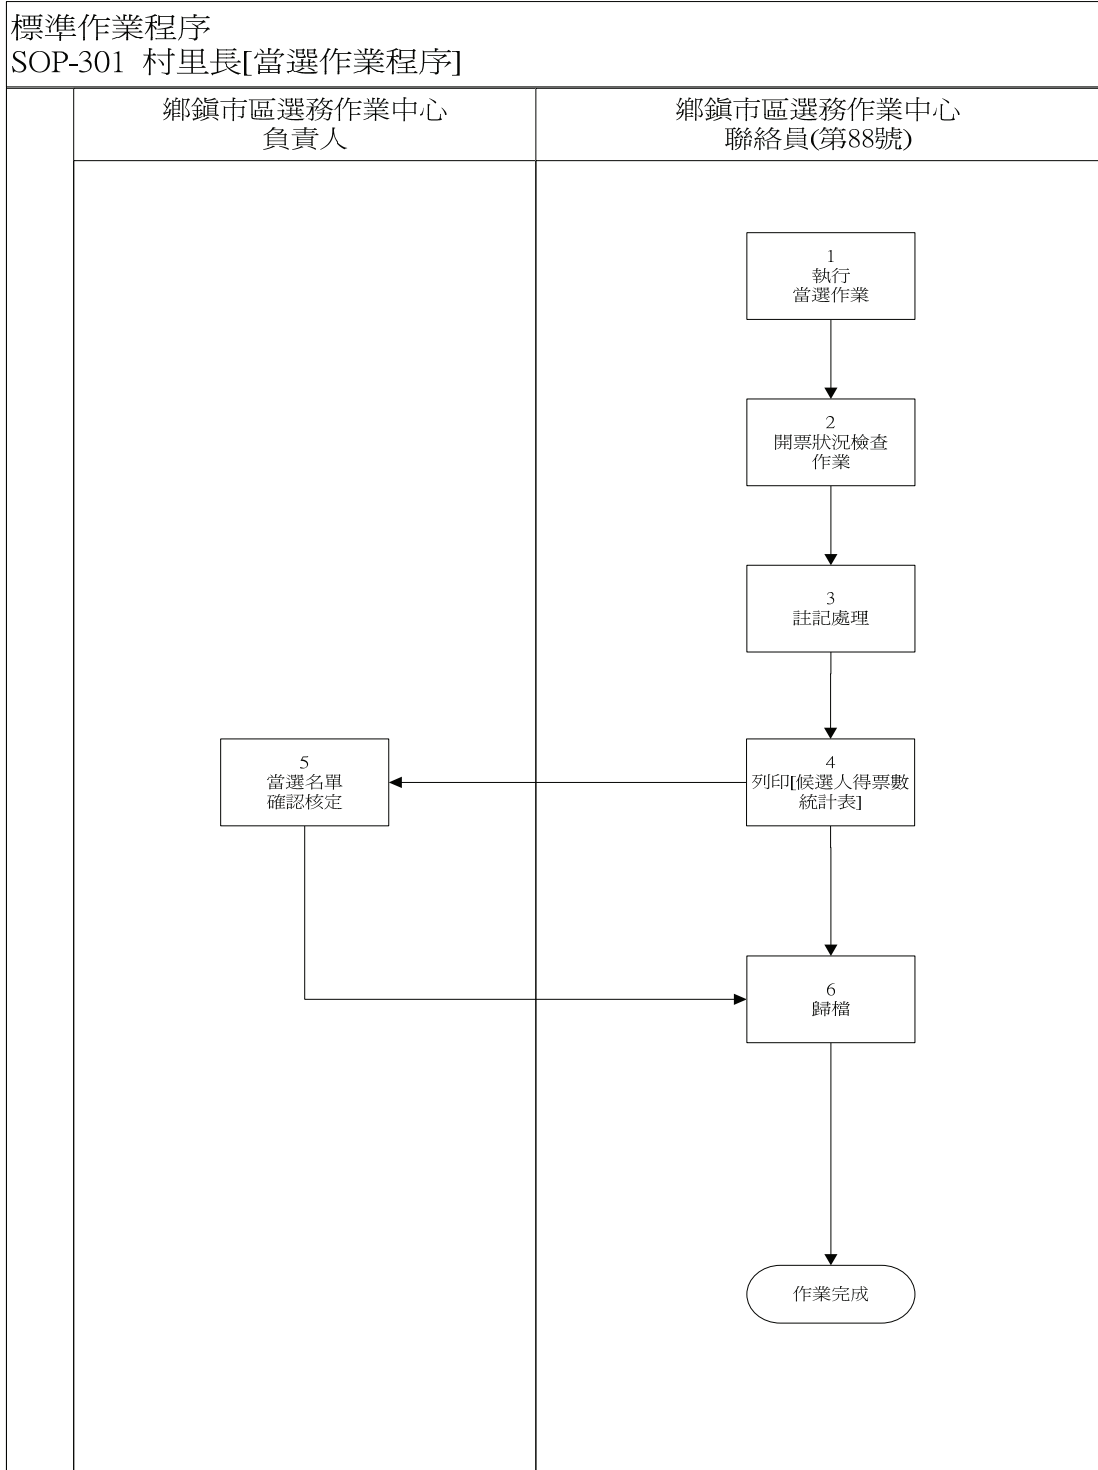 標準作業程序
SOP-301 村里長[當選作業程序]
鄉鎮市區選務作業中心
負責人
鄉鎮市區選務作業中心
聯絡員(第88號)
1
執行
當選作業
2
開票狀況檢查
作業
3
註記處理
5
當選名單
確認核定
4
列印[候選人得票數
統計表]
6
歸檔
作業完成